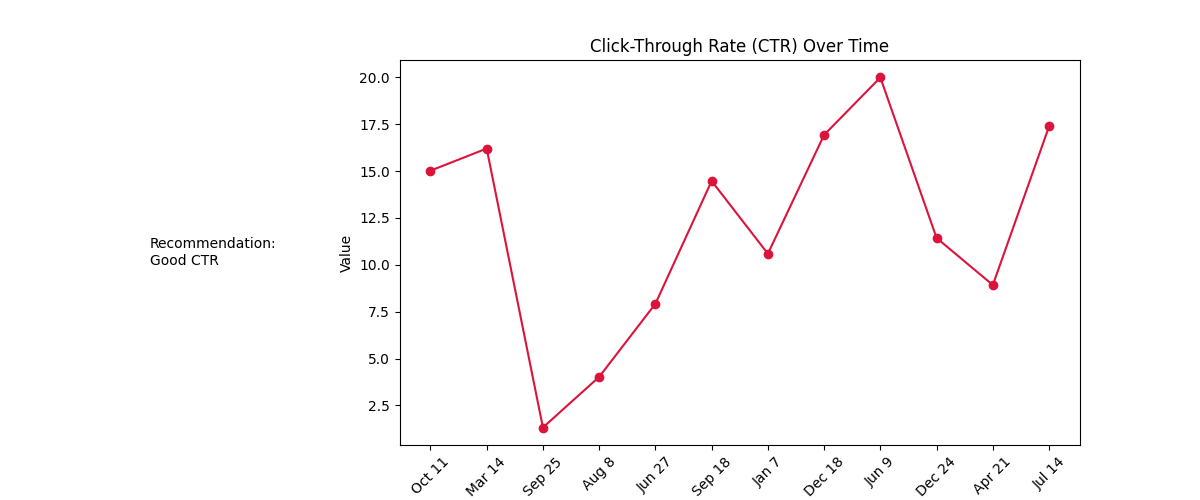 Click-Through Rate (CTR) Over Time
Recommendation:
Good CTR
Value
20.0
17.5
15.0
12.5
10.0
7.5
5.0
2.5
Oct 11
Mar 14
Sep 25
Aug 8
Jun 27
Sep 18
Jan 7
Dec 18
Jun 9
Dec 24
Apr 21
Jul 14